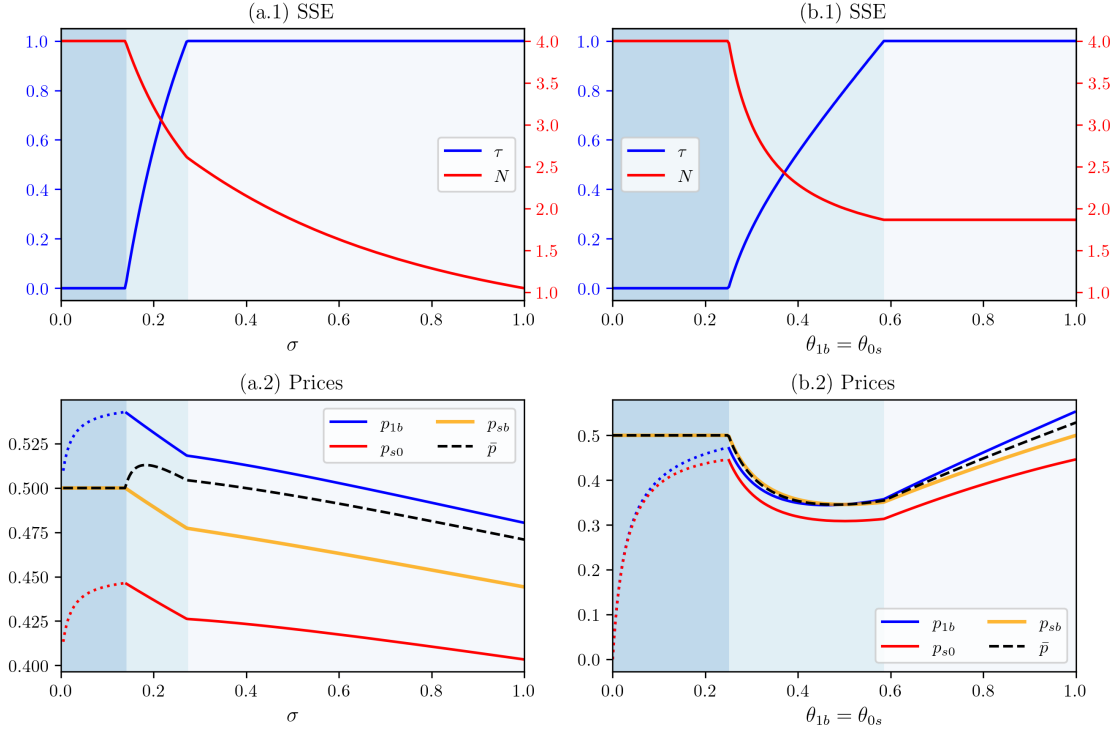 (a.1) SSE
1.0
0.8
0.6
0.4
0.2
0.0
4.0
3.5
3.0
2.5
2.0
1.5
1.0
τ
N
0.0 0.2 0.4 0.6 0.8 1.0
σ
(b.1) SSE
1.0
0.8
0.6
0.4
0.2
0.0
4.0
3.5
3.0
2.5
2.0
1.5
1.0
τ
N
0.0 0.2 0.4 0.6 0.8 1.0
θ₁b = θ₀s
(a.2) Prices
0.525
0.500
0.475
0.450
0.425
0.400
p₁b psb
ps0 p̄
0.0 0.2 0.4 0.6 0.8 1.0
σ
(b.2) Prices
0.5
0.4
0.3
0.2
0.1
0.0
p₁b psb
ps0 p̄
0.0 0.2 0.4 0.6 0.8 1.0
θ₁b = θ₀s